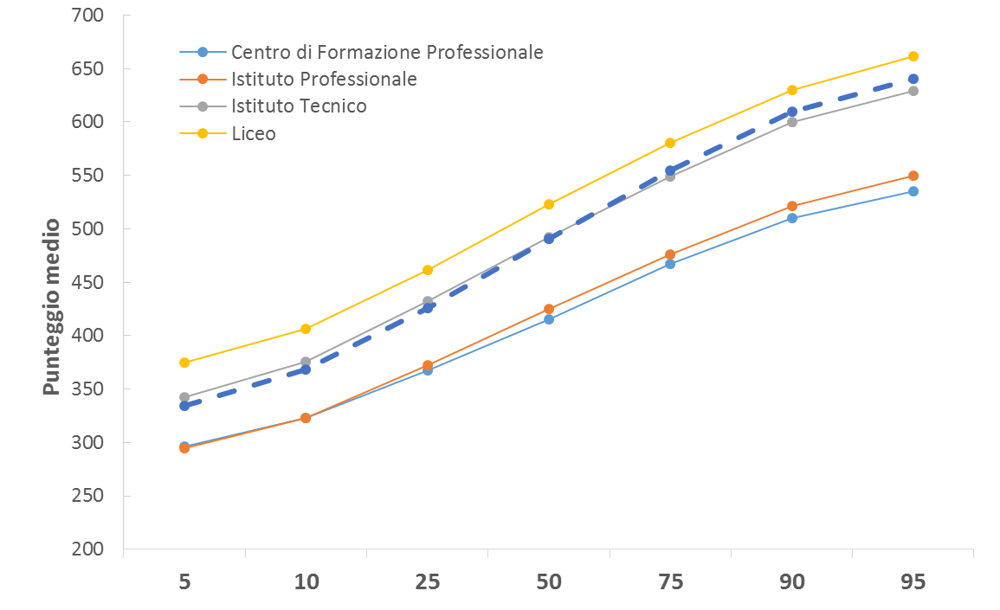 700
650
600
550
500
450
400
350
300
250
200
Punteggio medio
Centro di Formazione Professionale
Istituto Professionale
Istituto Tecnico
Liceo
5 10 25 50 75 90 95